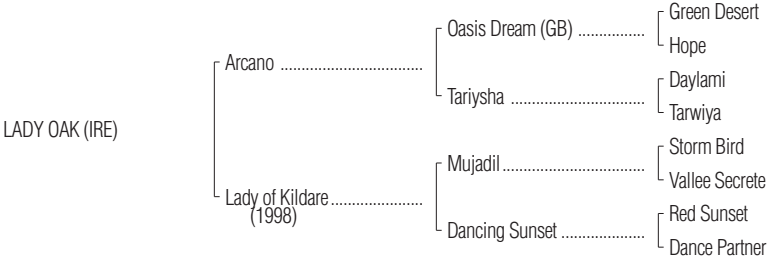 Green Desert
Oasis Dream (GB) ................
Hope
Arcano ..................................
Daylami
Tariysha ................................
Tarwiya
LADY OAK (IRE)
Storm Bird
Mujadil..................................
Vallee Secrete
Lady of Kildare......................
(1998)
Red Sunset
Dancing Sunset ....................
Dance Partner